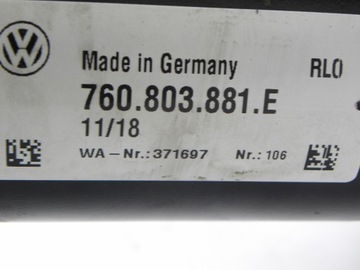 Made in Germany RLO
760.803.881.E
11/18
WA-Nr.:371697 Nr.: 106